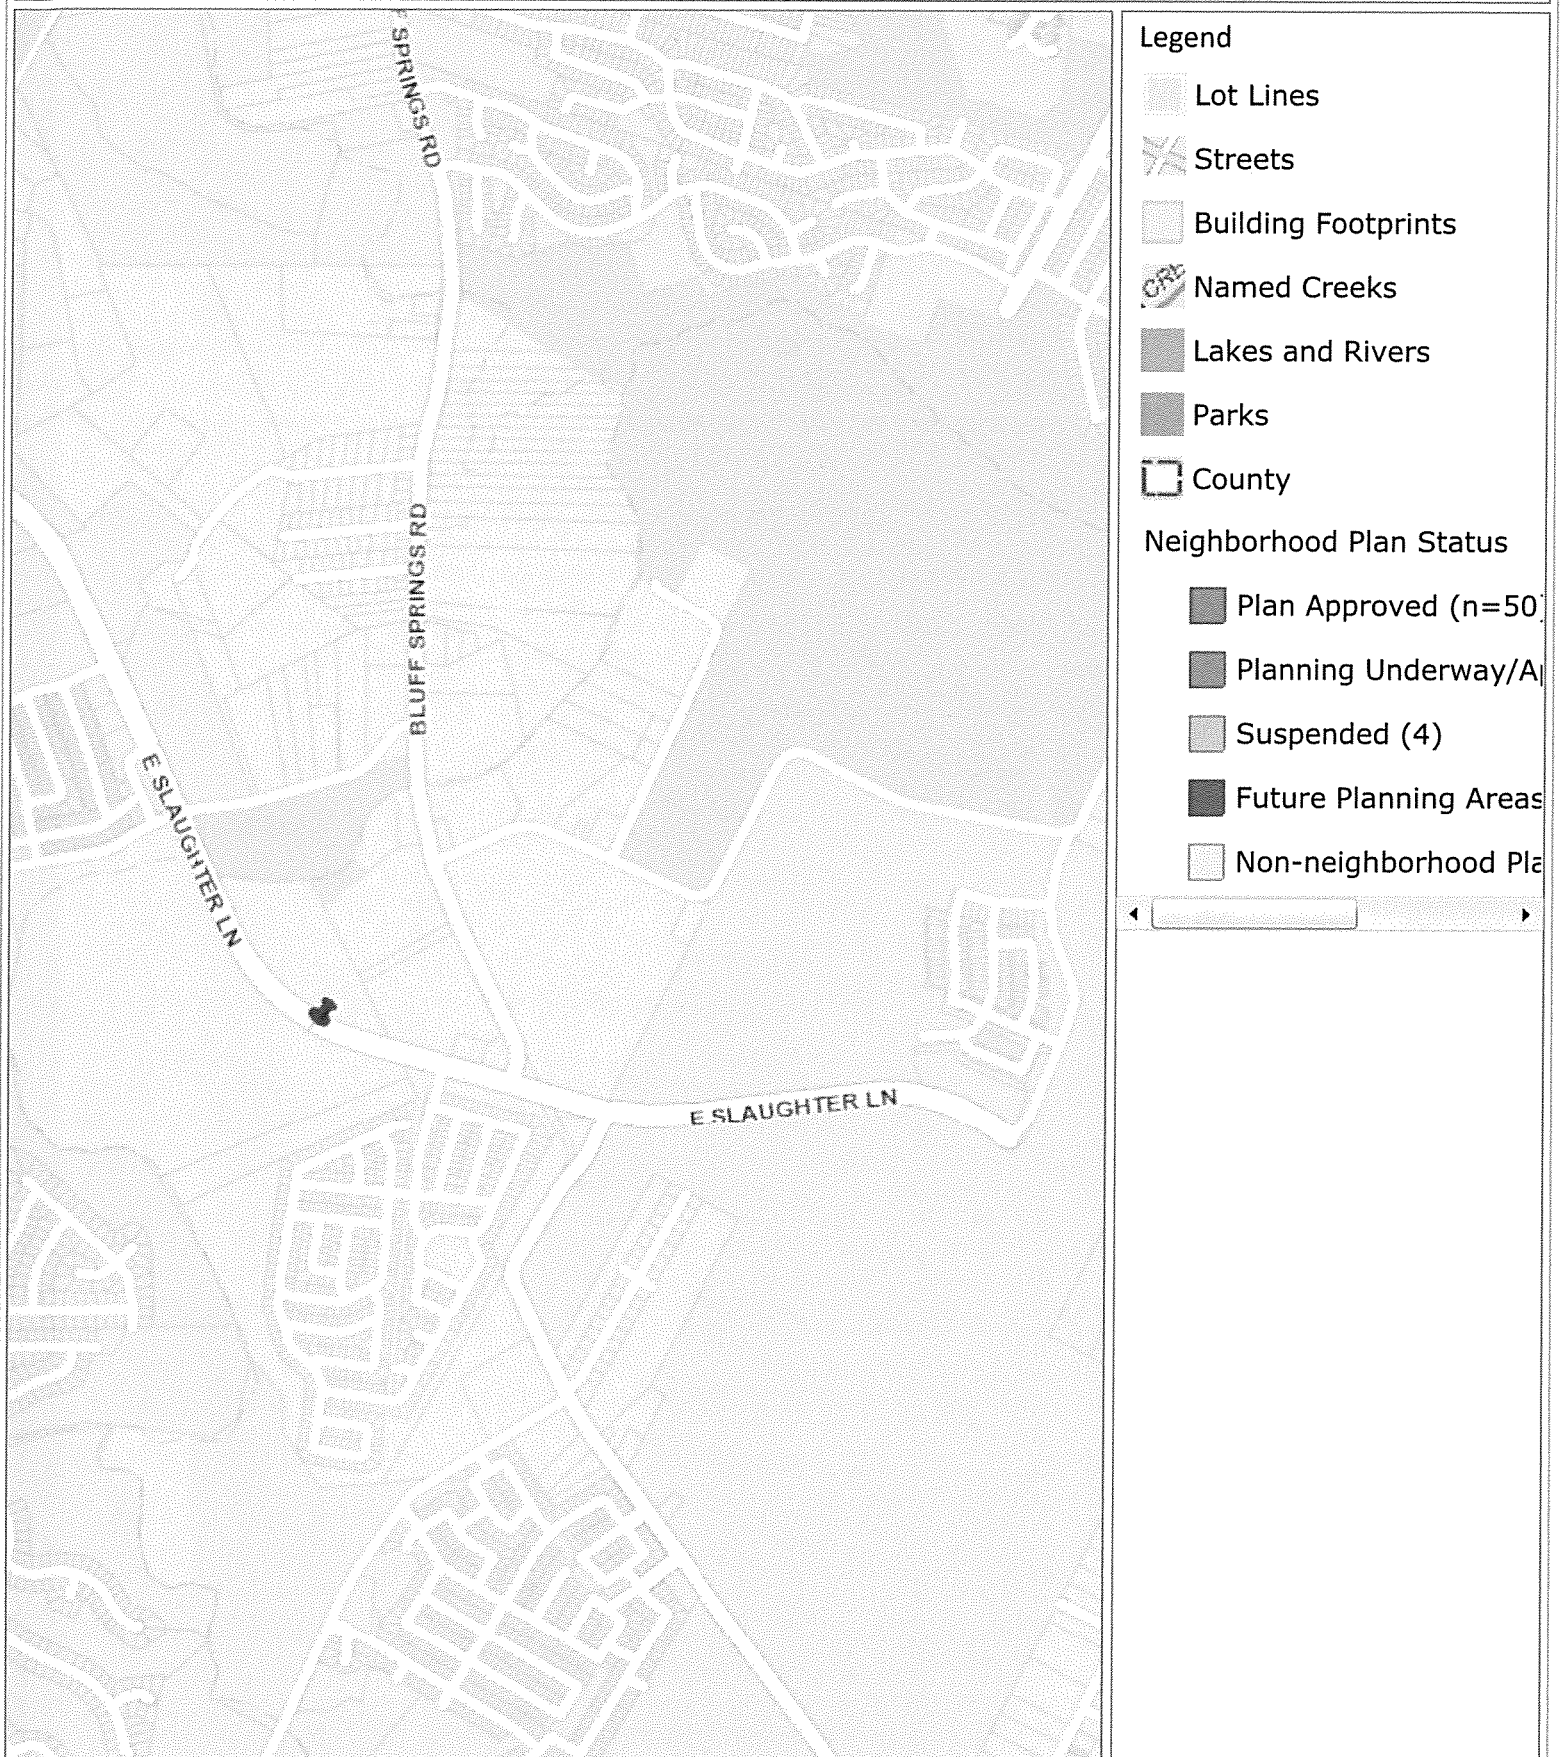 SPRINGS RD
BLUFF SPRINGS RD
E SLAUGHTER LN
E SLAUGHTER LN
Legend
Lot Lines
Streets
Building Footprints
CRE
Named Creeks
Lakes and Rivers
Parks
County
Neighborhood Plan Status
Plan Approved (n=50
Planning Underway/A
Suspended (4)
Future Planning Areas
Non-neighborhood Pla